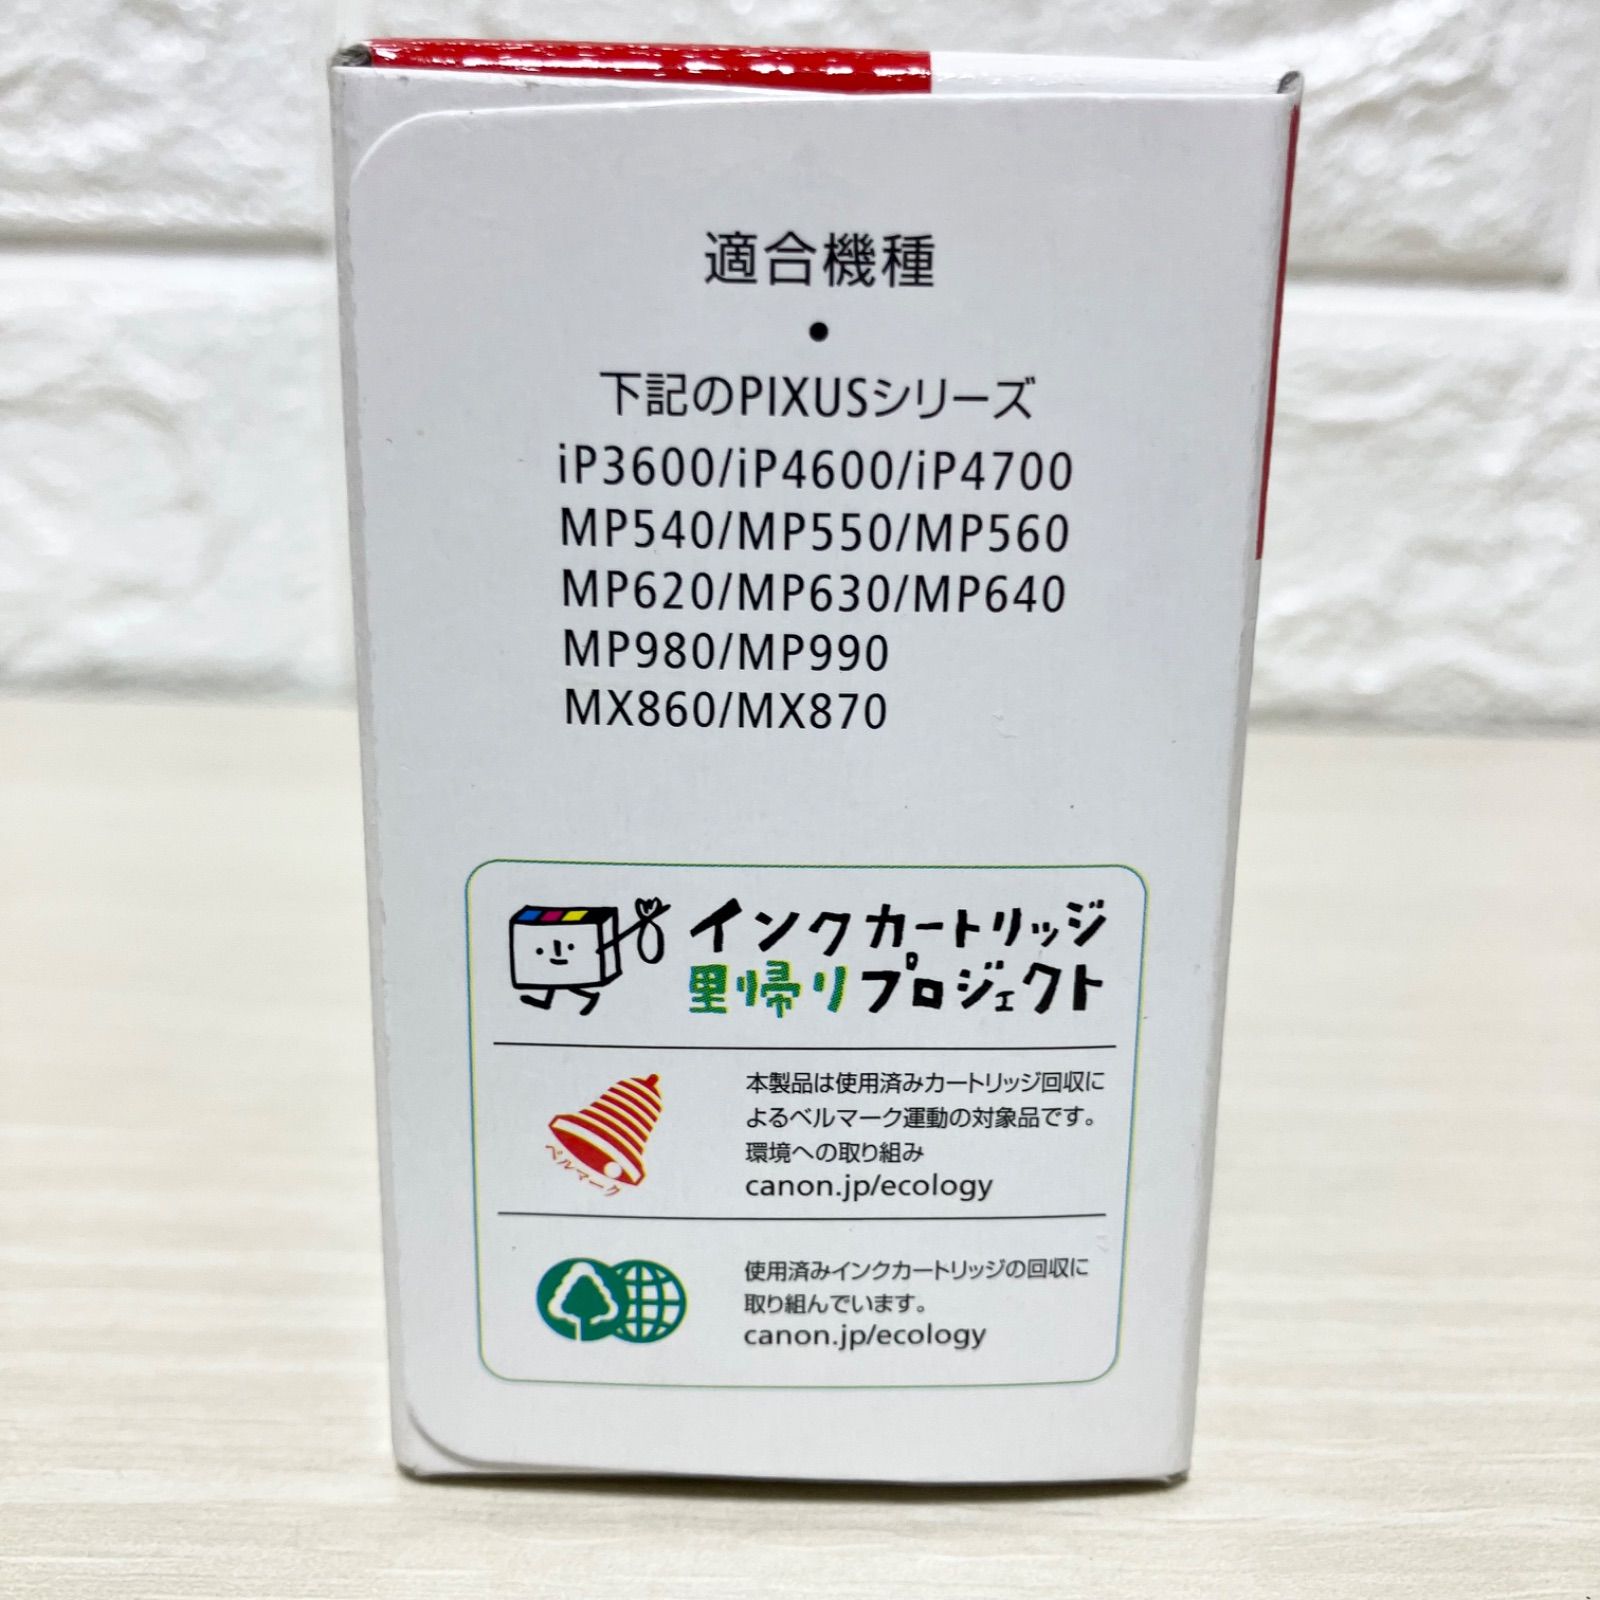 適合機種
●
下記のPIXUSシリーズ
iP3600/iP4600/iP4700
MP540/MP550/MP560
MP620/MP630/MP640
MP980/MP990
MX860/MX870
インクカートリッジ
里帰りプロジェクト
本製品は使用済みカートリッジ回収に
よるベルマーク運動の対象品です。
環境への取り組み
canon.jp/ecology
ベルマーク
使用済みインクカートリッジの回収に
取り組んでいます。
canon.jp/ecology